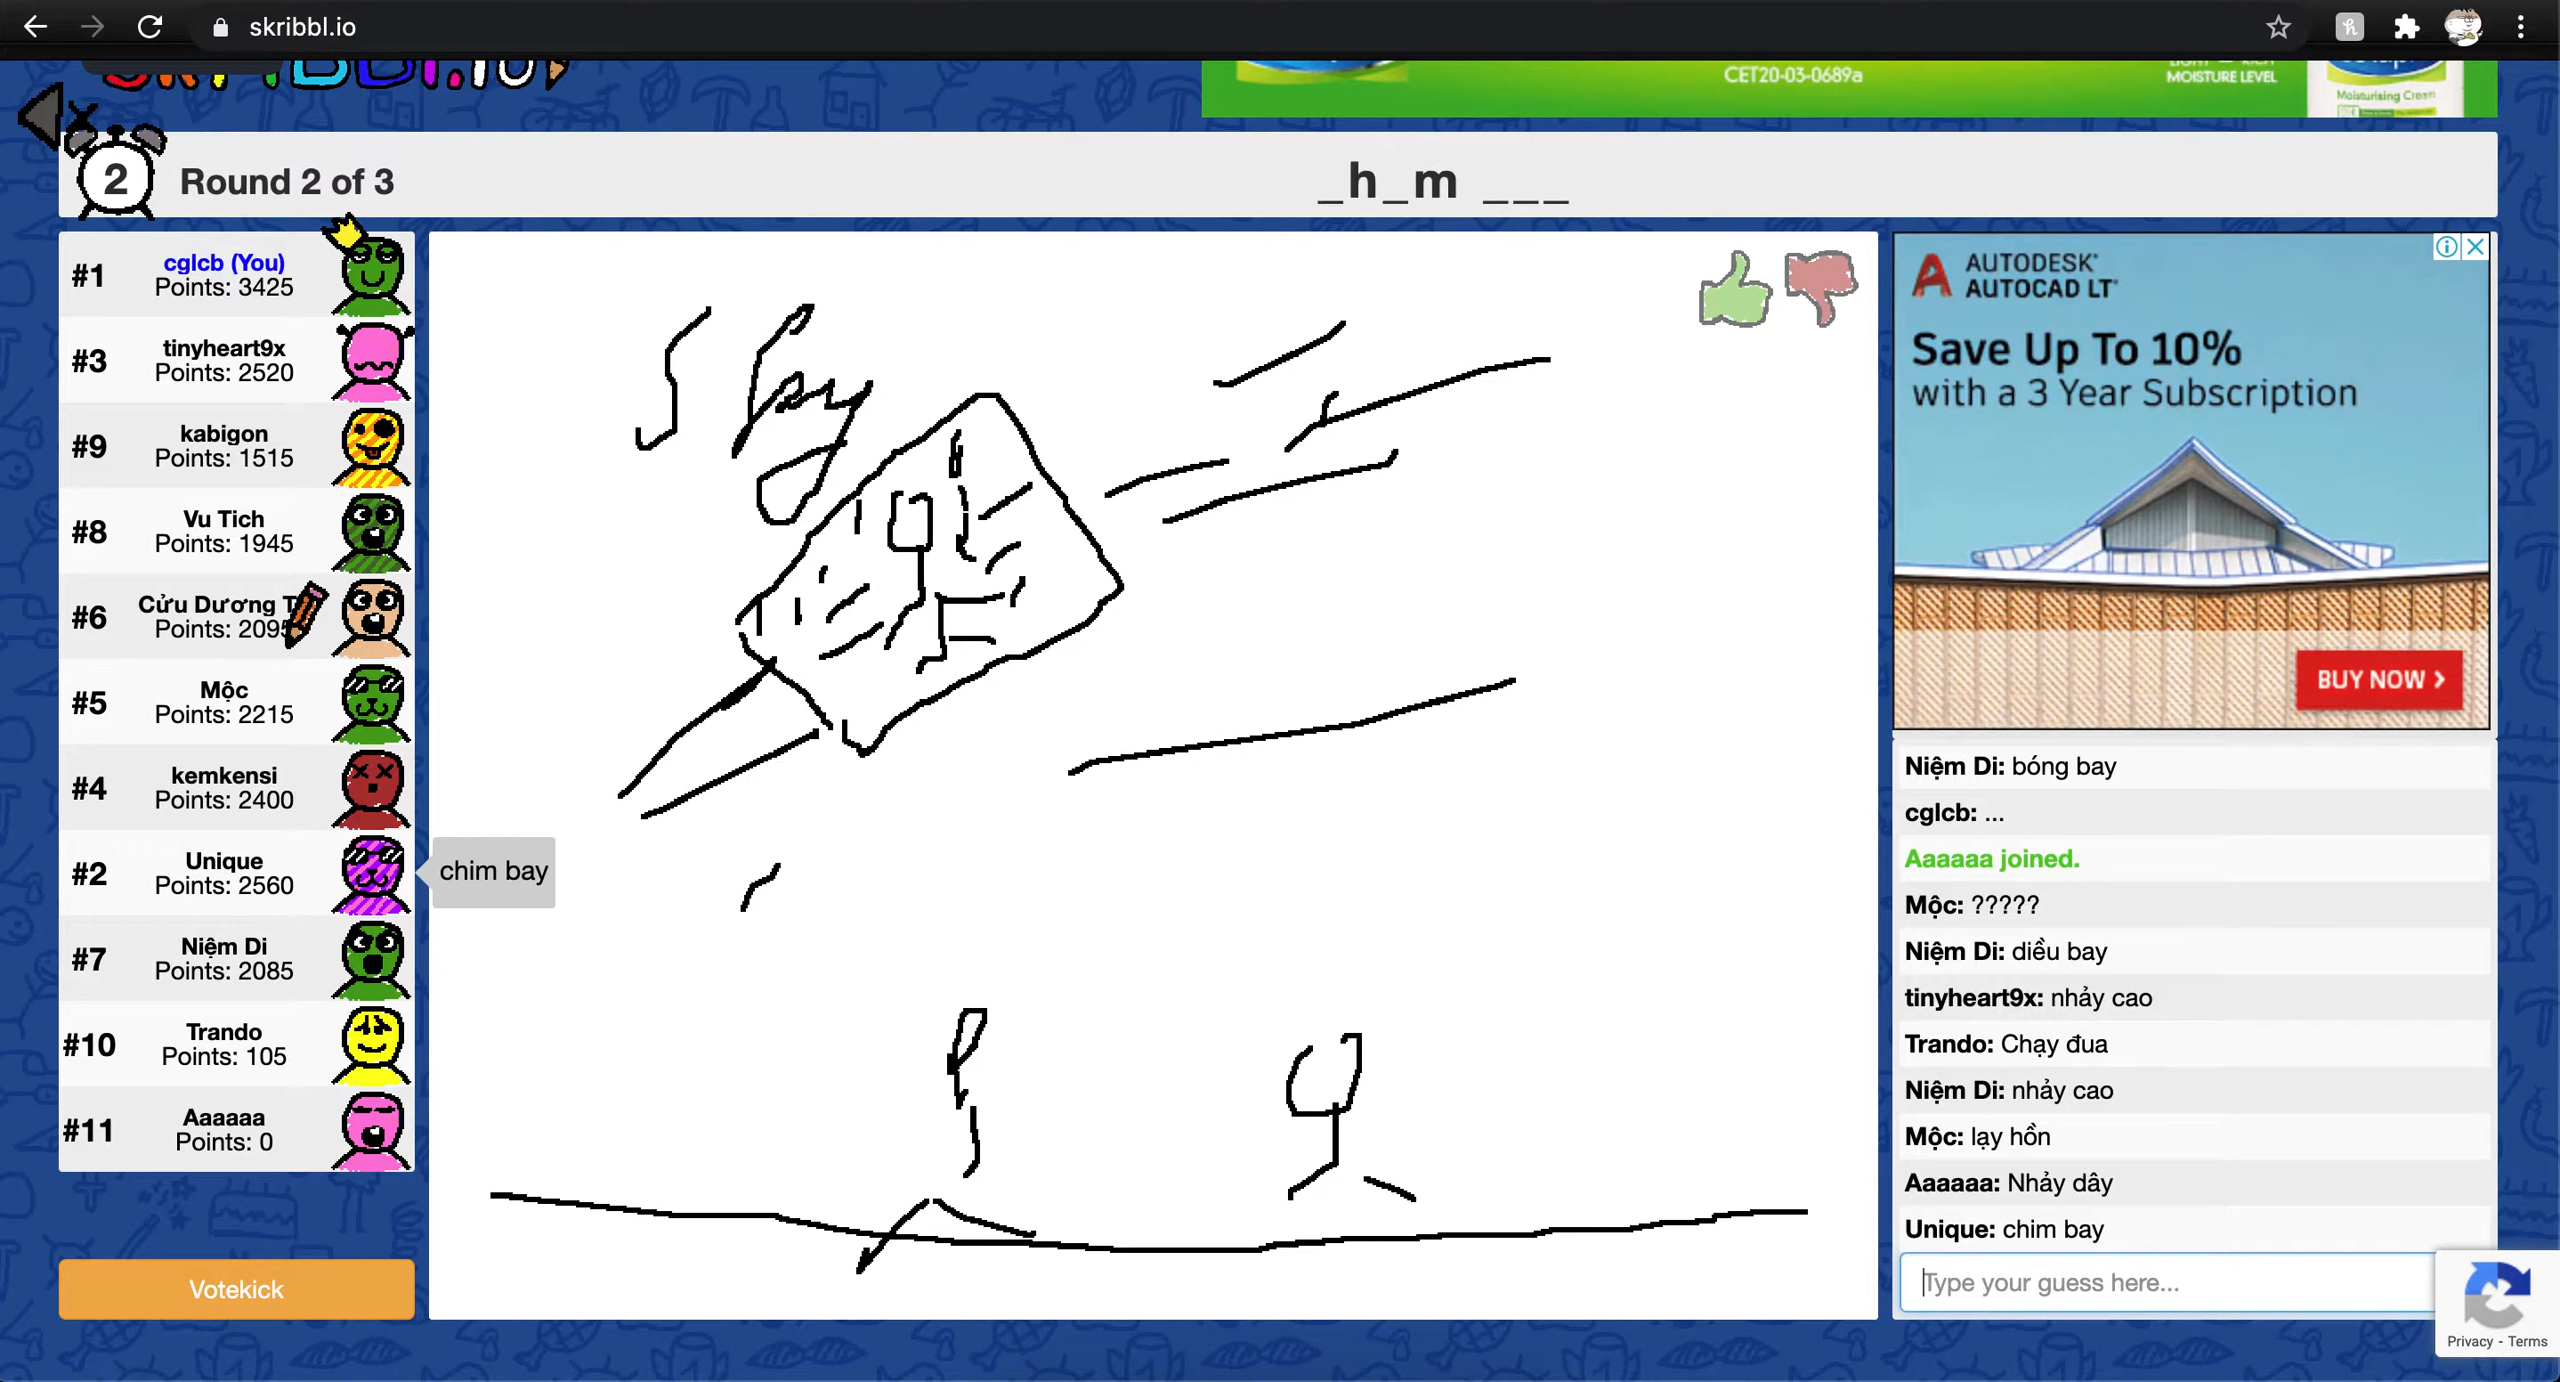 skribbl.io
SKRIBBL.IO
CET20-03-0689a
MOISTURE LEVEL
Moisturising Cream
2
Round 2 of 3
_h_m ___
#1
cglcb (You)
Points: 3425
#3
tinyheart9x
Points: 2520
#9
kabigon
Points: 1515
#8
Vu Tich
Points: 1945
#6
Cửu Dương T
Points: 2095
#5
Mộc
Points: 2215
#4
kemkensi
Points: 2400
#2
Unique
Points: 2560
#7
Niệm Di
Points: 2085
#10
Trando
Points: 105
#11
Aaaaaa
Points: 0
Votekick
chim bay
AUTODESK®
AUTOCAD LT®
Save Up To 10%
with a 3 Year Subscription
BUY NOW >
Niệm Di: bóng bay
cglcb: ...
Aaaaaa joined.
Mộc: ?????
Niệm Di: diều bay
tinyheart9x: nhảy cao
Trando: Chạy đua
Niệm Di: nhảy cao
Mộc: lạy hồn
Aaaaaa: Nhảy dây
Unique: chim bay
Type your guess here...
Privacy - Terms